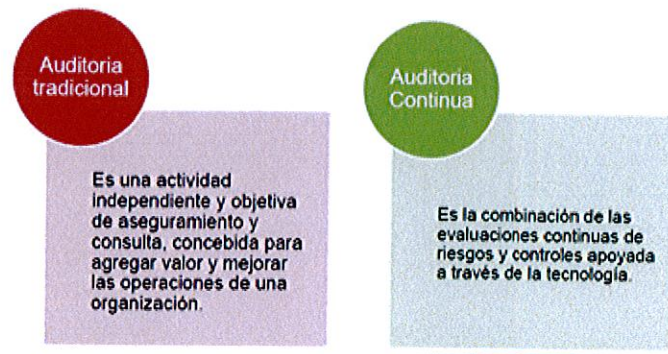 Auditoria
tradicional
Es una actividad
independiente y objetiva
de aseguramiento y
consulta, concebida para
agregar valor y mejorar
las operaciones de una
organización.
Auditoria
Continua
Es la combinación de las
evaluaciones continuas de
riesgos y controles apoyada
a través de la tecnología.